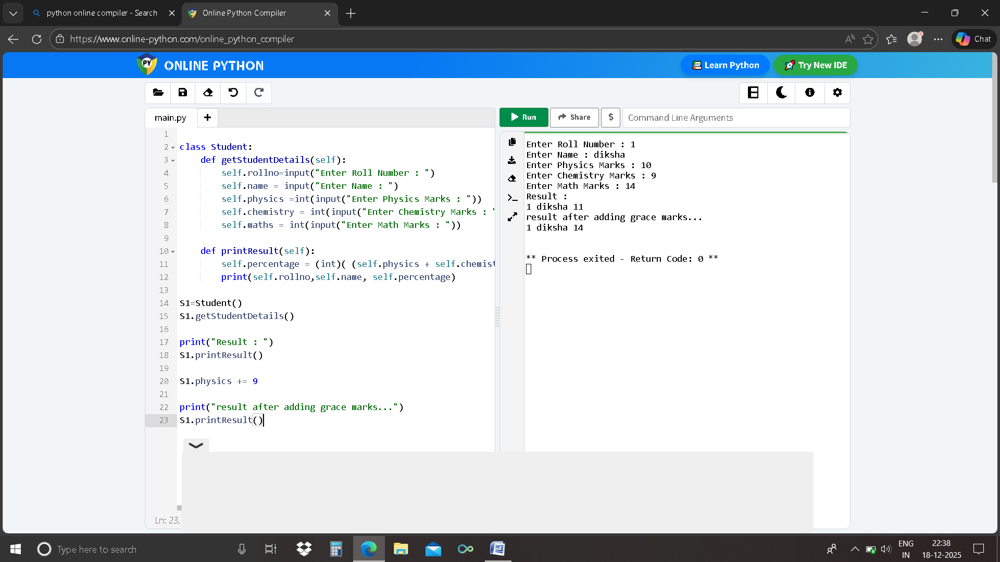 python online compiler - Search
Online Python Compiler
https://www.online-python.com/online_python_compiler
Chat
PY
ONLINE PYTHON
Learn Python
Try New IDE
main.py
+
Run
Share
$
Command Line Arguments
1
2 class Student:
3 def getStudentDetails(self):
4 self.rollno=input("Enter Roll Number : ")
5 self.name = input("Enter Name : ")
6 self.physics =int(input("Enter Physics Marks : "))
7 self.chemistry = int(input("Enter Chemistry Marks : "
8 self.maths = int(input("Enter Math Marks : "))
9
10 def printResult(self):
11 self.percentage = (int)( (self.physics + self.chemist
12 print(self.rollno,self.name, self.percentage)
13
14 S1=Student()
15 S1.getStudentDetails()
16
17 print("Result : ")
18 S1.printResult()
19
20 S1.physics += 9
21
22 print("result after adding grace marks...")
23 S1.printResult()
Ln: 23,
Enter Roll Number : 1
Enter Name : diksha
Enter Physics Marks : 10
Enter Chemistry Marks : 9
Enter Math Marks : 14
Result :
1 diksha 11
result after adding grace marks...
1 diksha 14
** Process exited - Return Code: 0 **
Type here to search
ENG
IN
22:38
18-12-2025